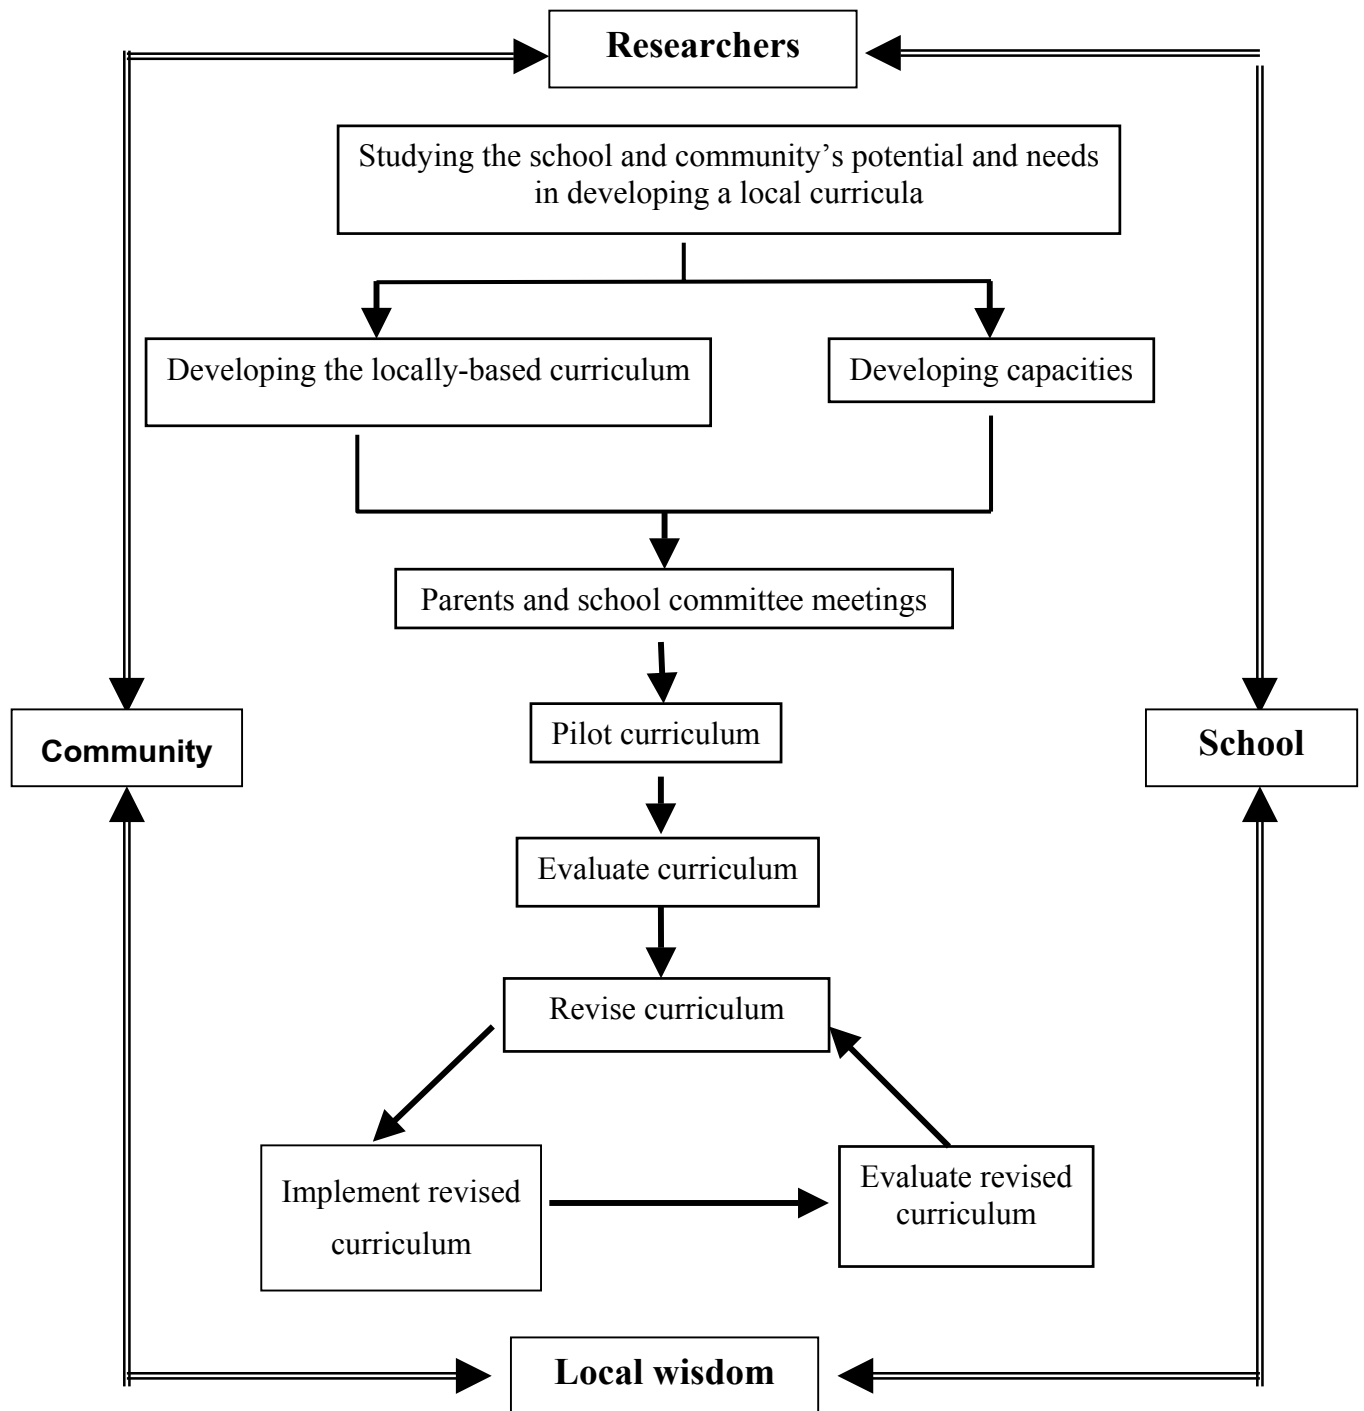 Researchers
Studying the school and community’s potential and needs
in developing a local curricula
Developing the locally-based curriculum
Developing capacities
Parents and school committee meetings
Pilot curriculum
Community
School
Evaluate curriculum
Revise curriculum
Implement revised
curriculum
Evaluate revised
curriculum
Local wisdom